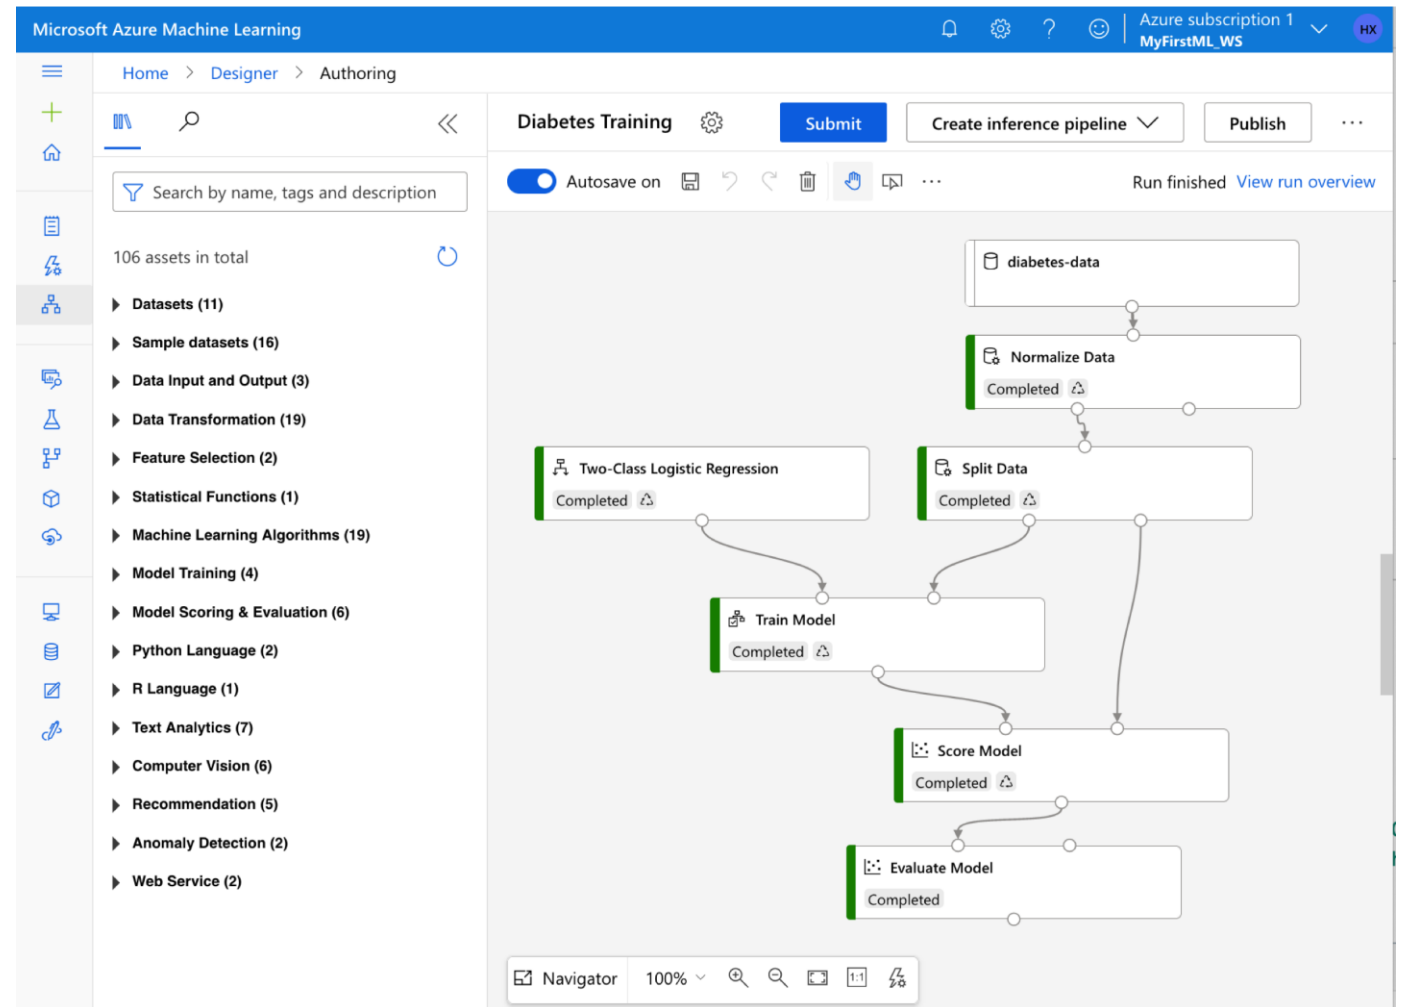 Microsoft Azure Machine Learning
Azure subscription 1
MyFirstML_WS
HX
Home > Designer > Authoring
Diabetes Training
Submit
Create inference pipeline
Publish
Search by name, tags and description
Autosave on
Run finished View run overview
106 assets in total
Datasets (11)
Sample datasets (16)
Data Input and Output (3)
Data Transformation (19)
Feature Selection (2)
Statistical Functions (1)
Machine Learning Algorithms (19)
Model Training (4)
Model Scoring & Evaluation (6)
Python Language (2)
R Language (1)
Text Analytics (7)
Computer Vision (6)
Recommendation (5)
Anomaly Detection (2)
Web Service (2)
diabetes-data
Normalize Data
Completed
Two-Class Logistic Regression
Completed
Split Data
Completed
Train Model
Completed
Score Model
Completed
Evaluate Model
Completed
Navigator
100%
1:1